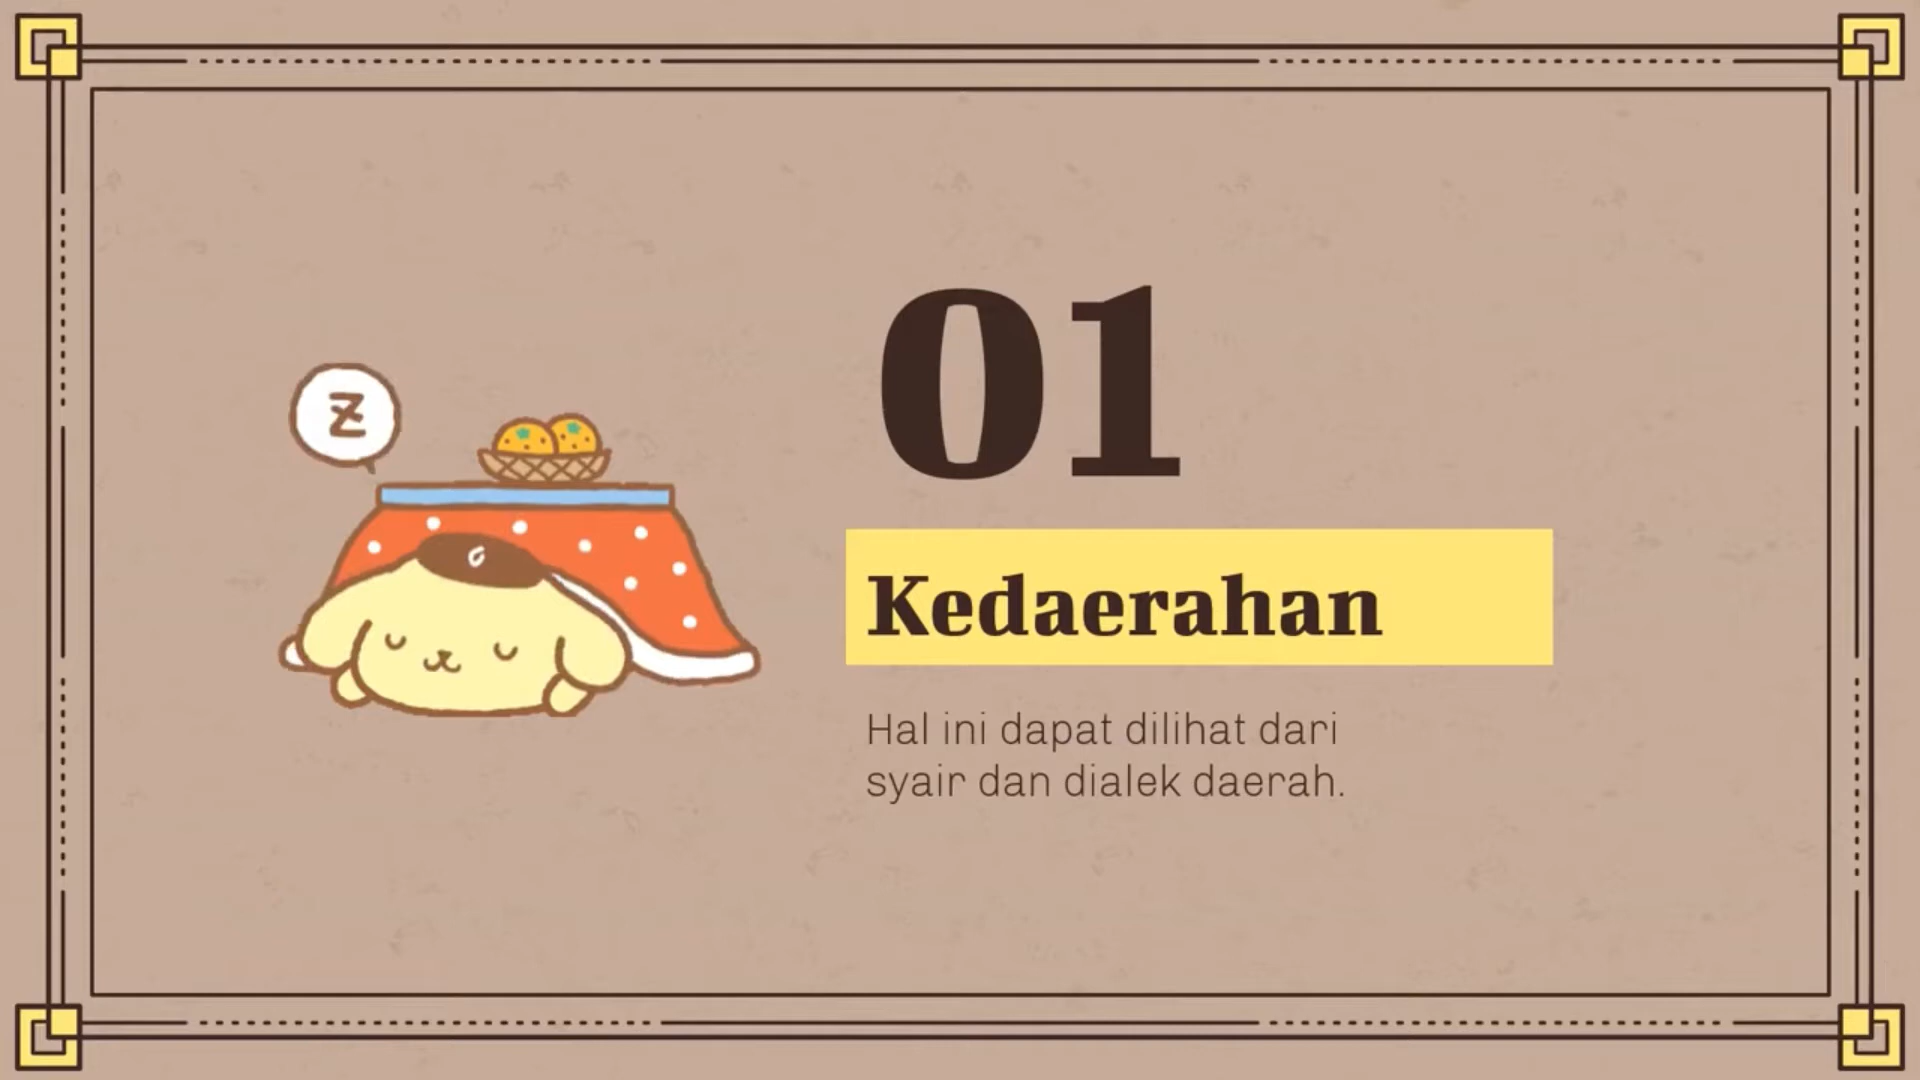 Z
01
Kedaerahan
Hal ini dapat dilihat dari
syair dan dialek daerah.